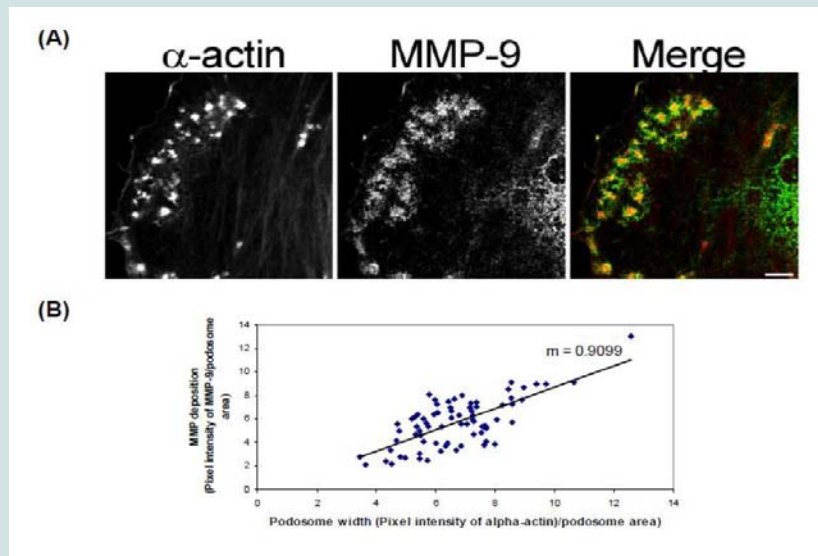 (A)
α-actin MMP-9 Merge
(B)
MMP deposition
(Pixel intensity of MMP-9/podosome
area)
14
12
10
8
6
4
2
0
m = 0.9099
0 2 4 6 8 10 12 14
Podosome width (Pixel intensity of alpha-actin)/podosome area)